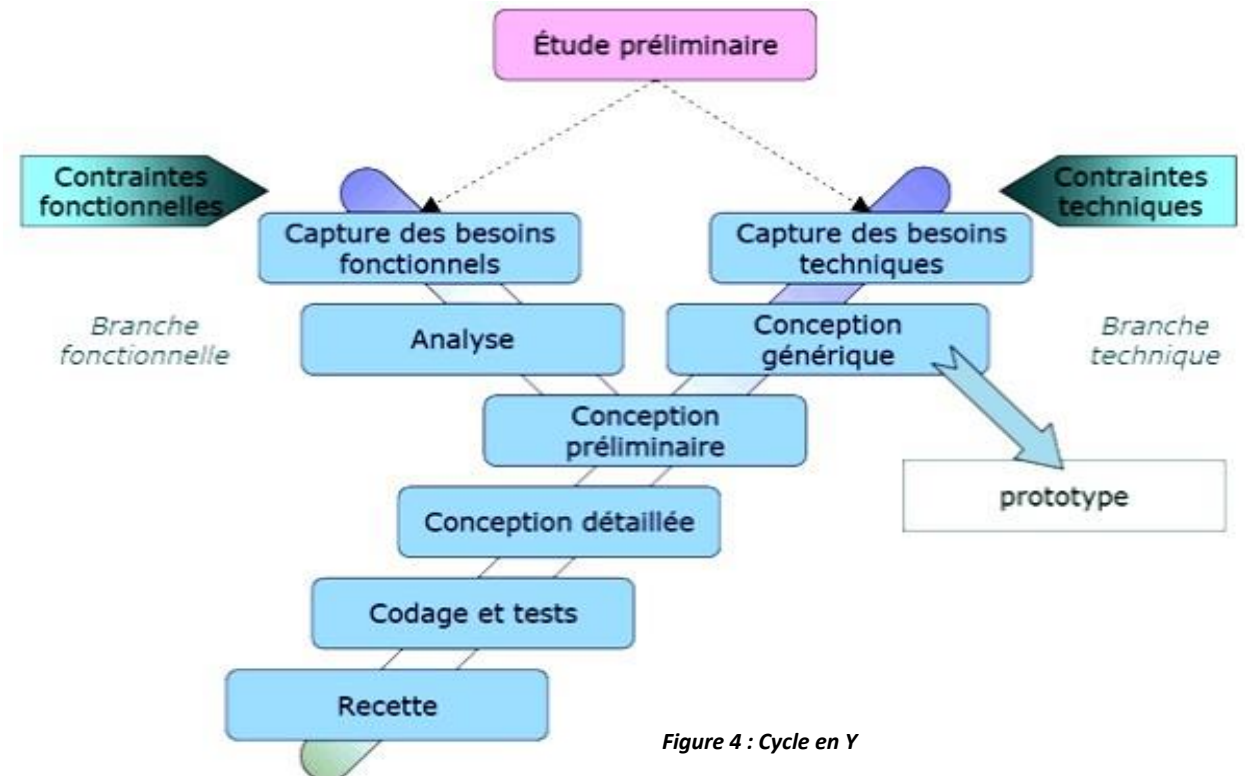 Étude préliminaire
Contraintes
fonctionnelles
Contraintes
techniques
Capture des besoins
fonctionnels
Capture des besoins
techniques
Branche
fonctionnelle
Analyse
Conception
générique
Branche
technique
Conception
préliminaire
prototype
Conception détaillée
Codage et tests
Recette
Figure 4 : Cycle en Y